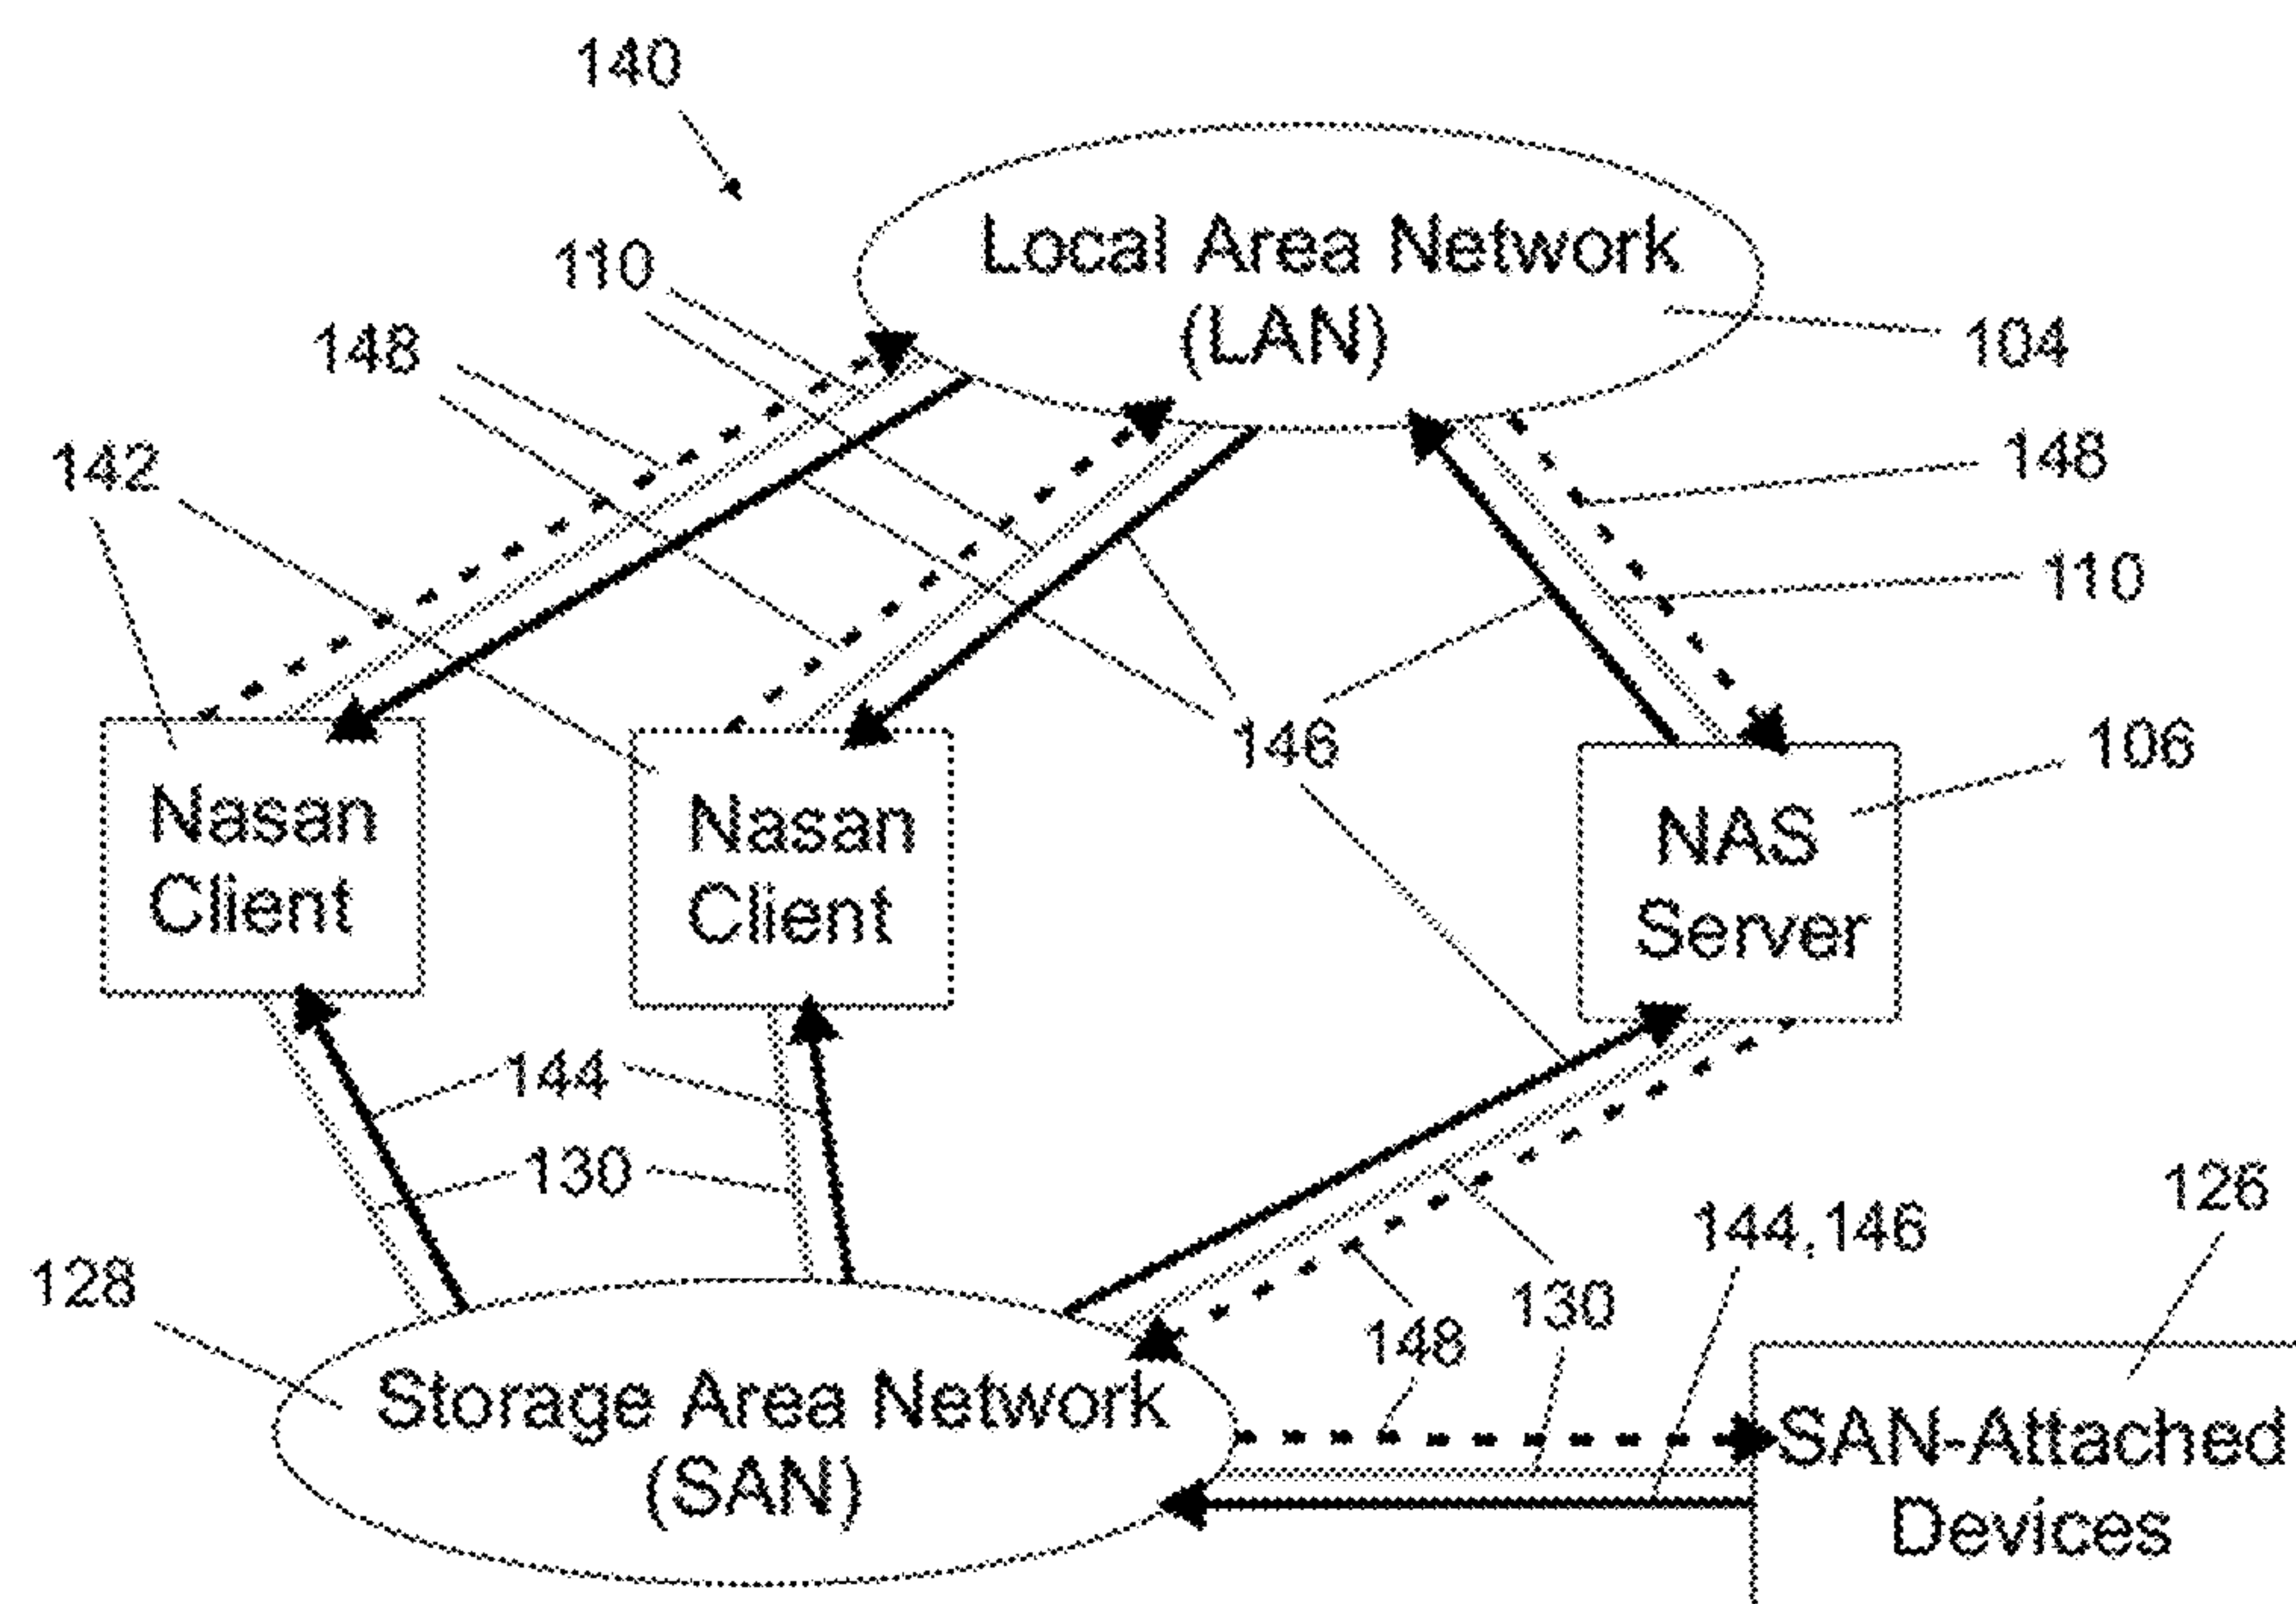 140
Local Area Network
(LAN)
110
148
104
142
148
110
146
106
Nasan
Client
Nasan
Client
NAS
Server
144
130
126
144,146
128
130
148
Storage Area Network
(SAN)
SAN-Attached
Devices